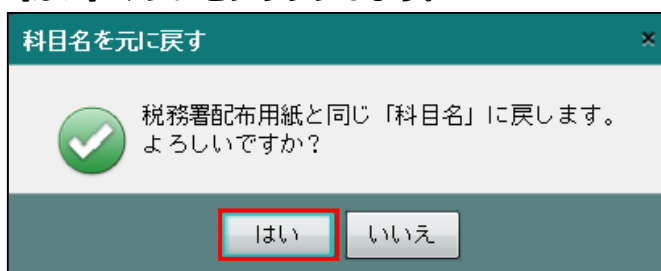 科目名を元に戻す
税務署配布用紙と同じ「科目名」に戻します。
よろしいですか？
はい
いいえ